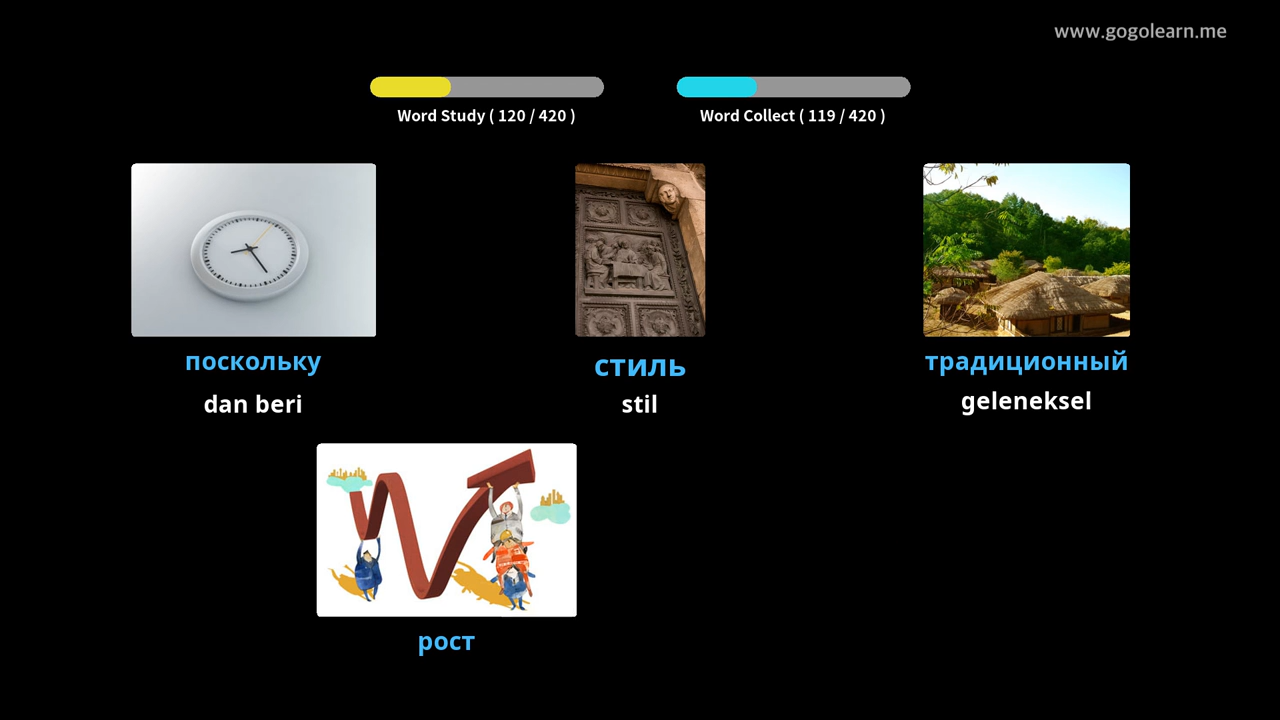 www.gogolearn.me
Word Study ( 120 / 420 )
Word Collect ( 119 / 420 )
поскольку
dan beri
стиль
stil
традиционный
geleneksel
рост